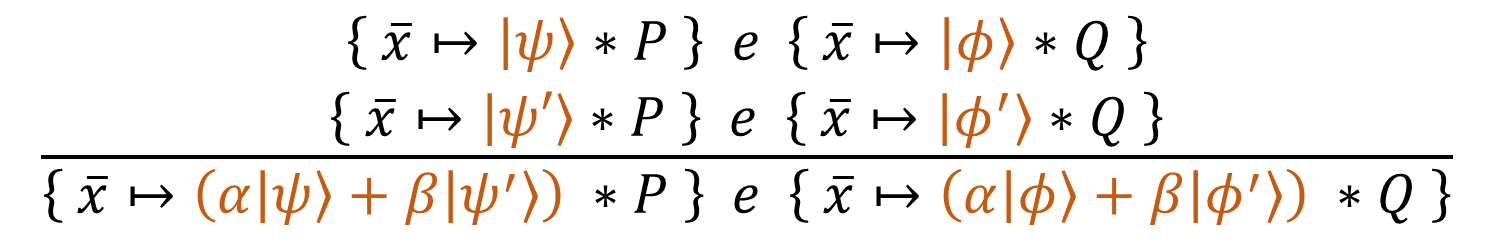 { x̄ ↦ |ψ⟩ ∗ P } e { x̄ ↦ |ϕ⟩ ∗ Q }
{ x̄ ↦ |ψ′⟩ ∗ P } e { x̄ ↦ |ϕ′⟩ ∗ Q }
{ x̄ ↦ (α|ψ⟩ + β|ψ′⟩) ∗ P } e { x̄ ↦ (α|ϕ⟩ + β|ϕ′⟩) ∗ Q }